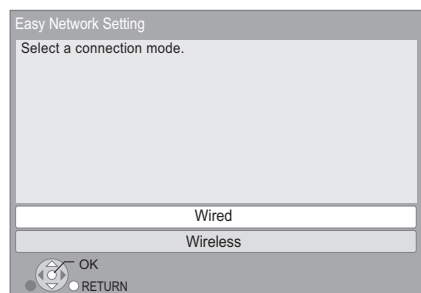 Easy Network Setting
Select a connection mode.
Wired
Wireless
OK
RETURN